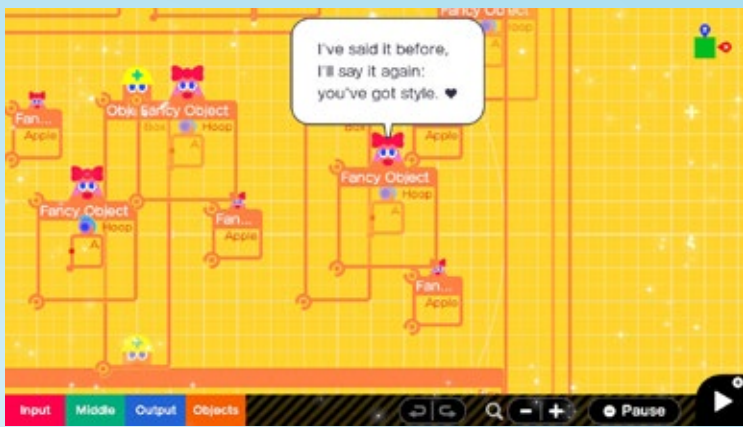 Fancy Object
Hoop
I've said it before,
I'll say it again:
you've got style. ♥
Fan...
Apple
Obje
Fancy Object
Box
Hoop
A
Box
Apple
Fancy Object
Hoop
A
Fancy Object
Hoop
A
Fan...
Apple
Fan...
Apple
Input
Middle
Output
Objects
Pause